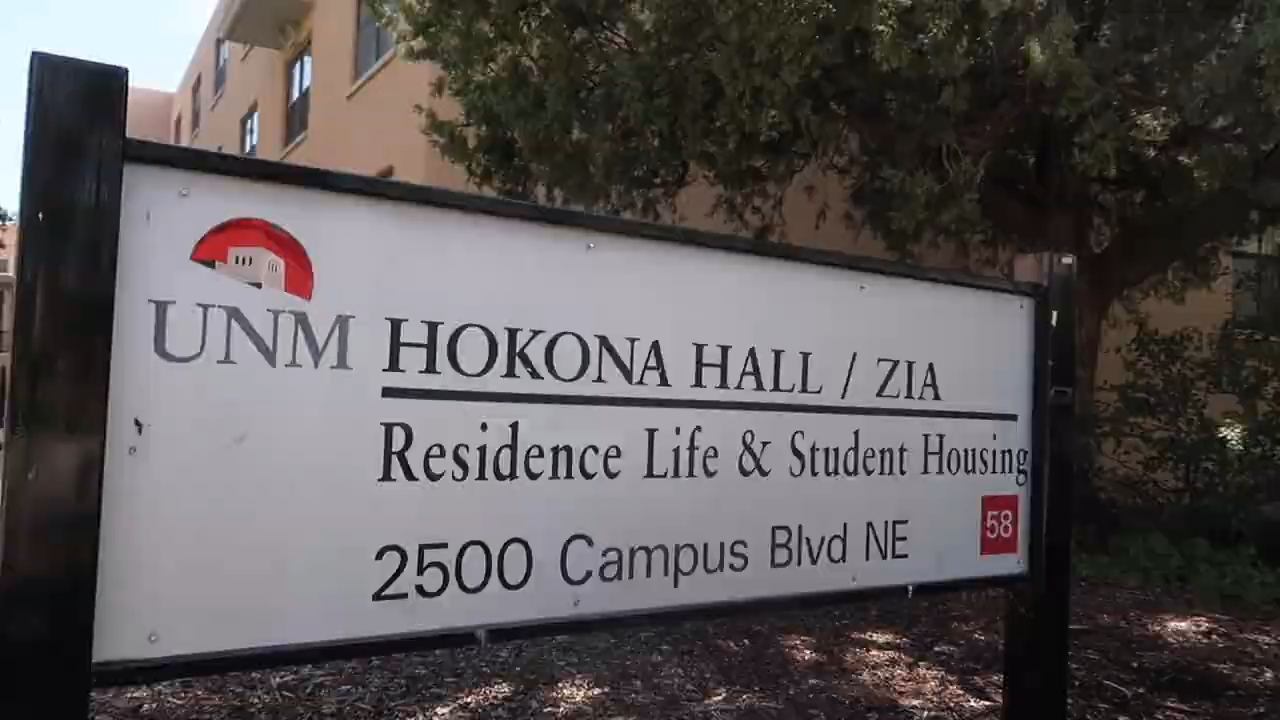 UNM HOKONA HALL / ZIA
Residence Life & Student Housing
58
2500 Campus Blvd NE